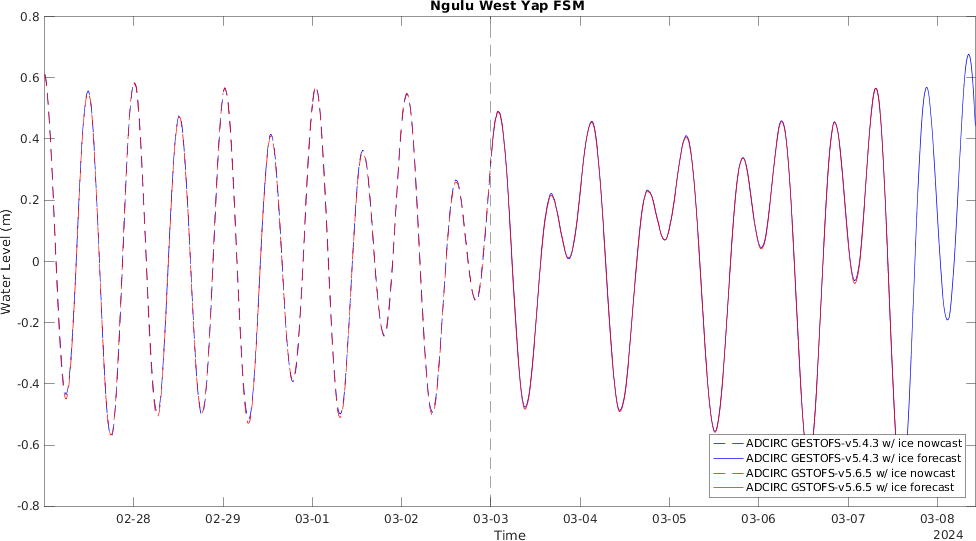 Ngulu West Yap FSM
0.8
0.6
0.4
0.2
0
-0.2
-0.4
-0.6
-0.8
Water Level (m)
ADCIRC GESTOFS-v5.4.3 w/ ice nowcast
ADCIRC GESTOFS-v5.4.3 w/ ice forecast
ADCIRC GSTOFS-v5.6.5 w/ ice nowcast
ADCIRC GSTOFS-v5.6.5 w/ ice forecast
02-28 02-29 03-01 03-02 03-03 03-04 03-05 03-06 03-07 03-08
Time
2024